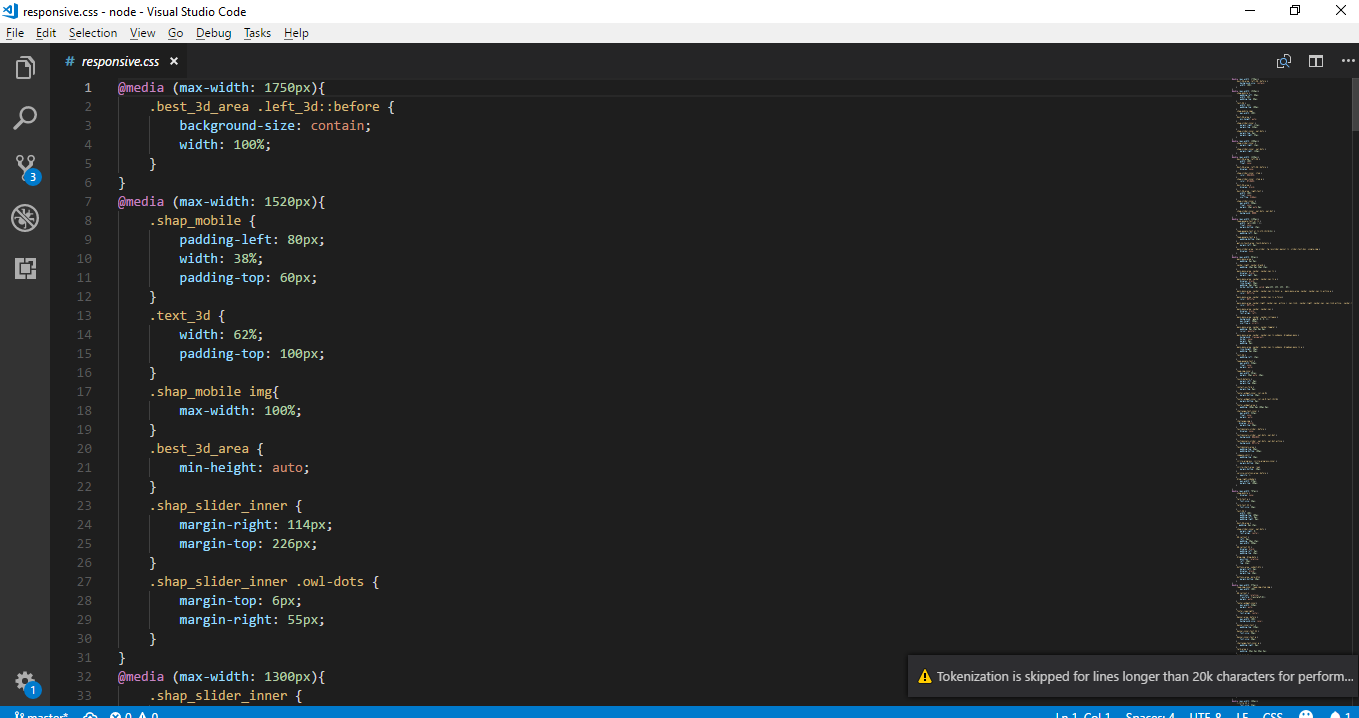 responsive.css - node - Visual Studio Code
File Edit Selection View Go Debug Tasks Help
# responsive.css ×
1 @media (max-width: 1750px){
2 .best_3d_area .left_3d::before {
3 background-size: contain;
4 width: 100%;
5 }
6 }
7 @media (max-width: 1520px){
8 .shap_mobile {
9 padding-left: 80px;
10 width: 38%;
11 padding-top: 60px;
12 }
13 .text_3d {
14 width: 62%;
15 padding-top: 100px;
16 }
17 .shap_mobile img{
18 max-width: 100%;
19 }
20 .best_3d_area {
21 min-height: auto;
22 }
23 .shap_slider_inner {
24 margin-right: 114px;
25 margin-top: 226px;
26 }
27 .shap_slider_inner .owl-dots {
28 margin-top: 6px;
29 margin-right: 55px;
30 }
31 }
32 @media (max-width: 1300px){
33 .shap_slider_inner {
3
1
Tokenization is skipped for lines longer than 20k characters for perform...
master* 0 0 Ln 1, Col 1 Spaces: 4 UTF-8 LF CSS 1